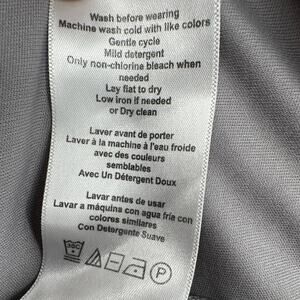 Wash before wearing
Machine wash cold with like colors
Gentle cycle
Mild detergent
Only non-chlorine bleach when
needed
Lay flat to dry
Low iron if needed
or Dry clean
Laver avant de porter
Laver à la machine à l'eau froide
avec des couleurs
semblables
Avec Un Détergent Doux
Lavar antes de usar
Lavar a máquina con agua fría con
colores similares
Con Detergente Suave
P